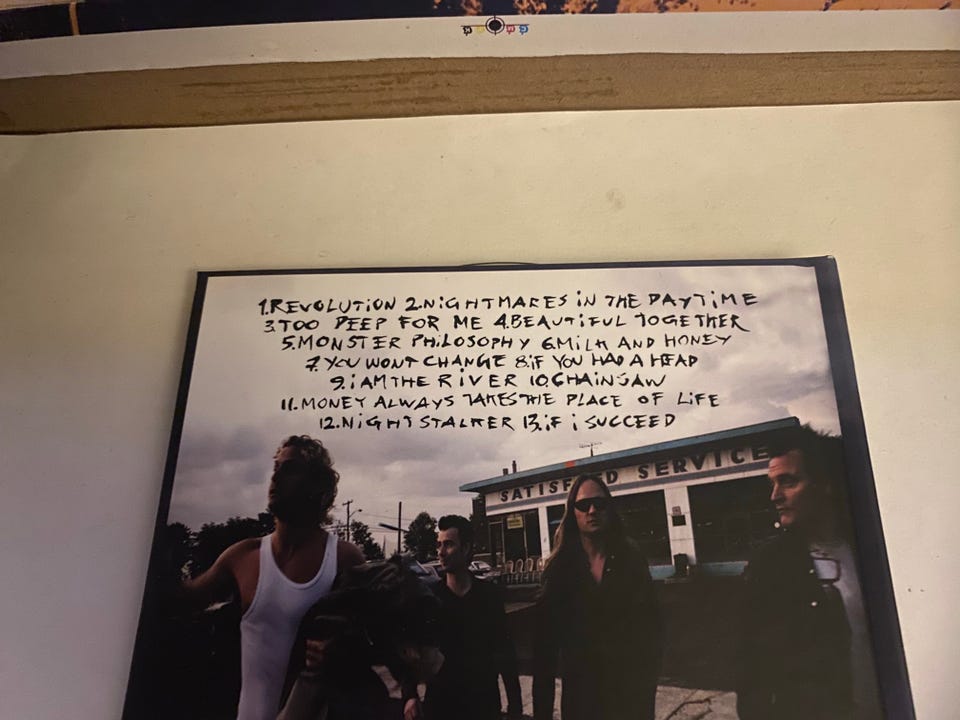 1.REVOLUTION 2.NIGHTMARES iN THE DAYTiME
3.TOO DEEP FOR ME 4.BEAUTiFUL TOGETHER
5.MONSTER PHiLOSOPHY 6.MiLK AND HONEY
7.YOU WONT CHANGE 8.iF YOU HAD A HEAD
9.i AM THE RiVER 10.CHAiNSAW
11.MONEY ALWAYS TAKES THE PLACE OF LiFE
12.NiGHT STALKER 13.iF i SUCCEED
SATISFIED SERVICE